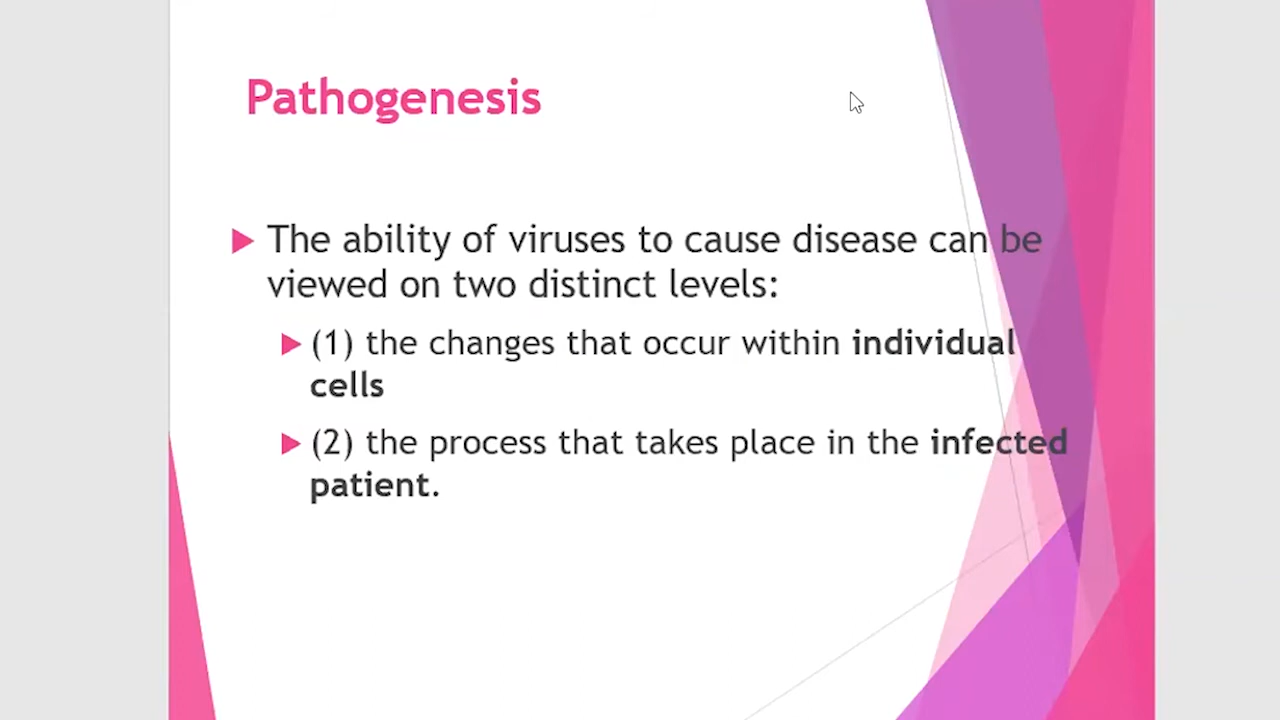 Pathogenesis
The ability of viruses to cause disease can be
viewed on two distinct levels:
(1) the changes that occur within individual
cells
(2) the process that takes place in the infected
patient.